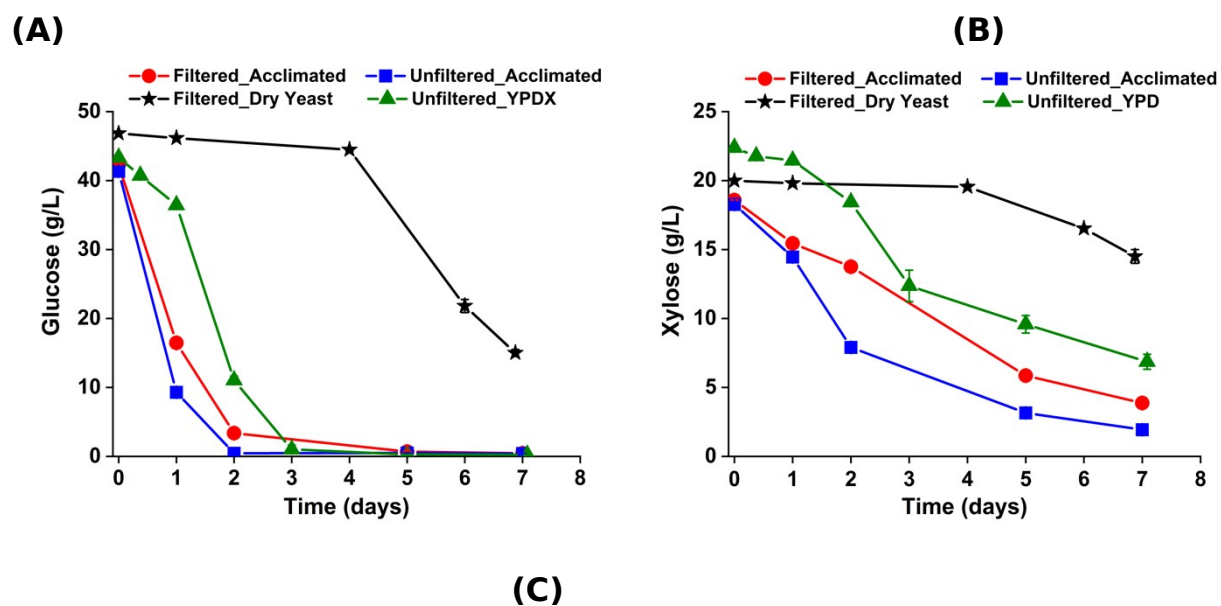 (A)
Filtered_Acclimated Unfiltered_Acclimated
Filtered_Dry Yeast Unfiltered_YPDX
50
40
30
20
10
0
Glucose (g/L)
0 1 2 3 4 5 6 7 8
Time (days)
(B)
Filtered_Acclimated Unfiltered_Acclimated
Filtered_Dry Yeast Unfiltered_YPD
25
20
15
10
5
0
Xylose (g/L)
0 1 2 3 4 5 6 7 8
Time (days)
(C)